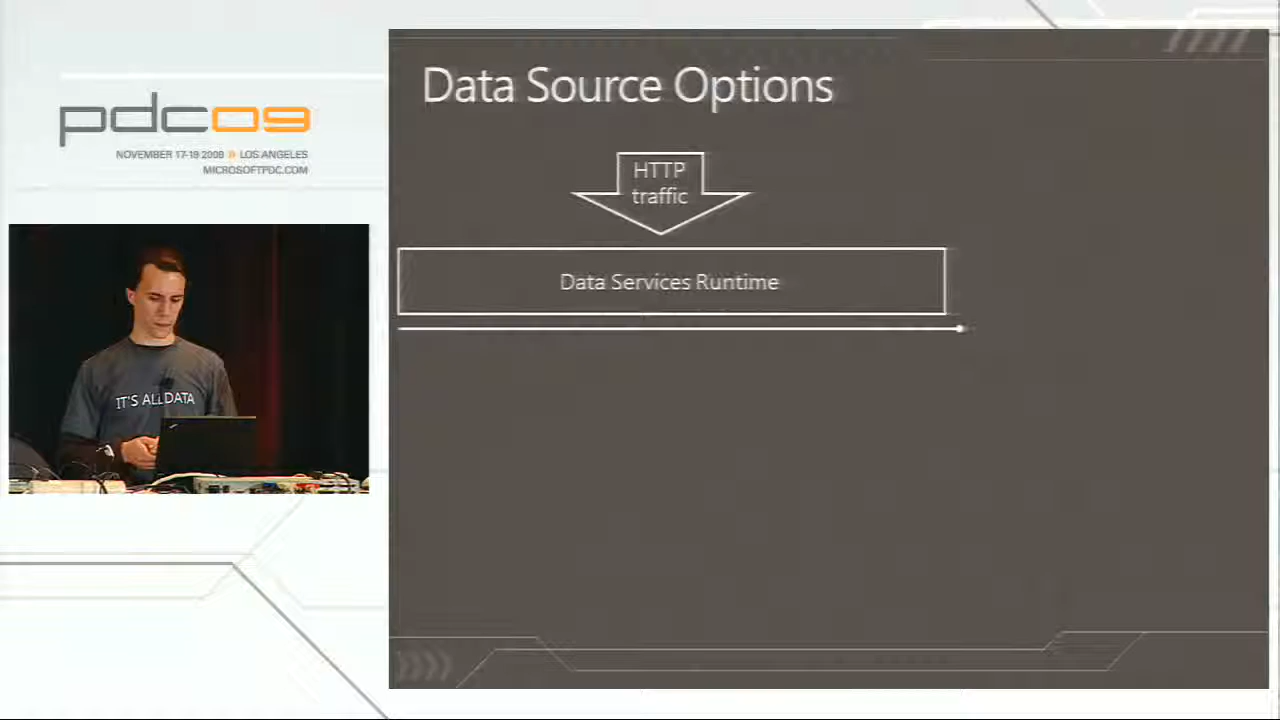 pdc09
NOVEMBER 17-19 2009 LOS ANGELES
MICROSOFTPDC.COM
IT'S ALL DATA
Data Source Options
HTTP
traffic
Data Services Runtime